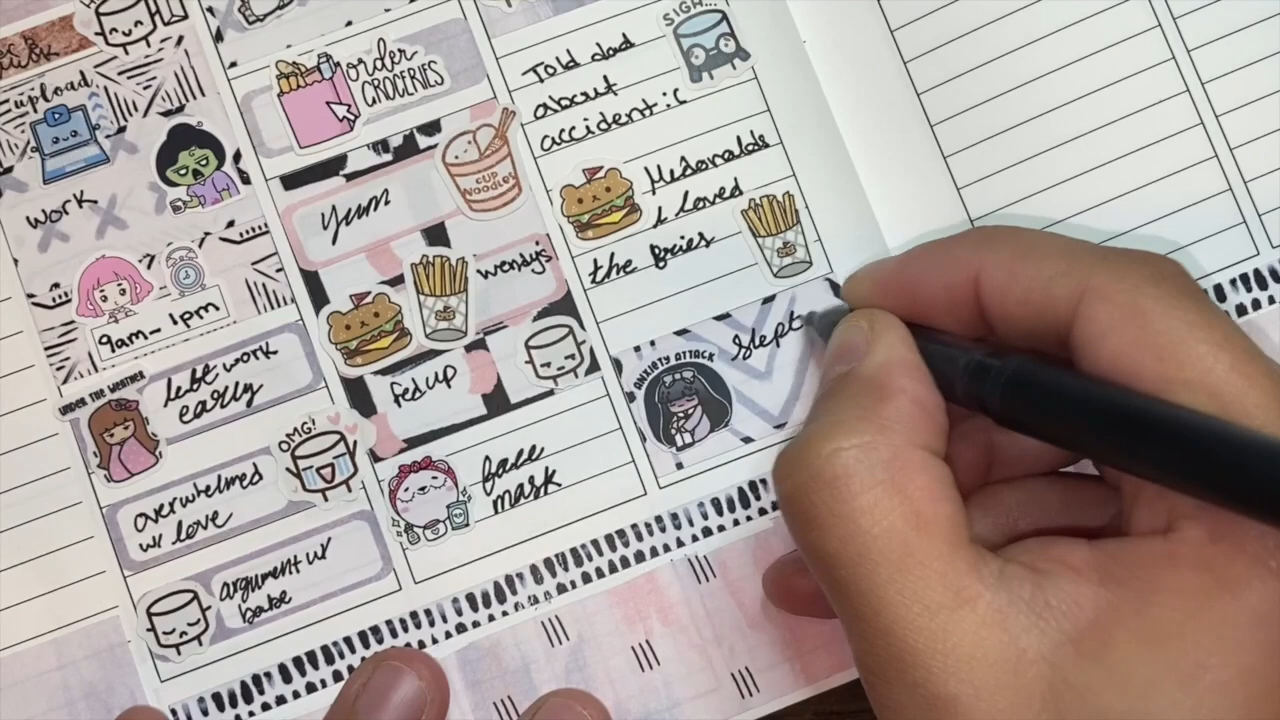 upload
work
9am - 1pm
UNDER THE WEATHER
left work
early
OMG!
overwhelmed
w/ love
argument w/
babe
order
GROCERIES
CUP
NOODLES
Yum
wendy's
Fed up
face
mask
SIGH...
Told dad
about
accident :c
McDonalds
I loved
the fries
ANXIETY ATTACK
slept